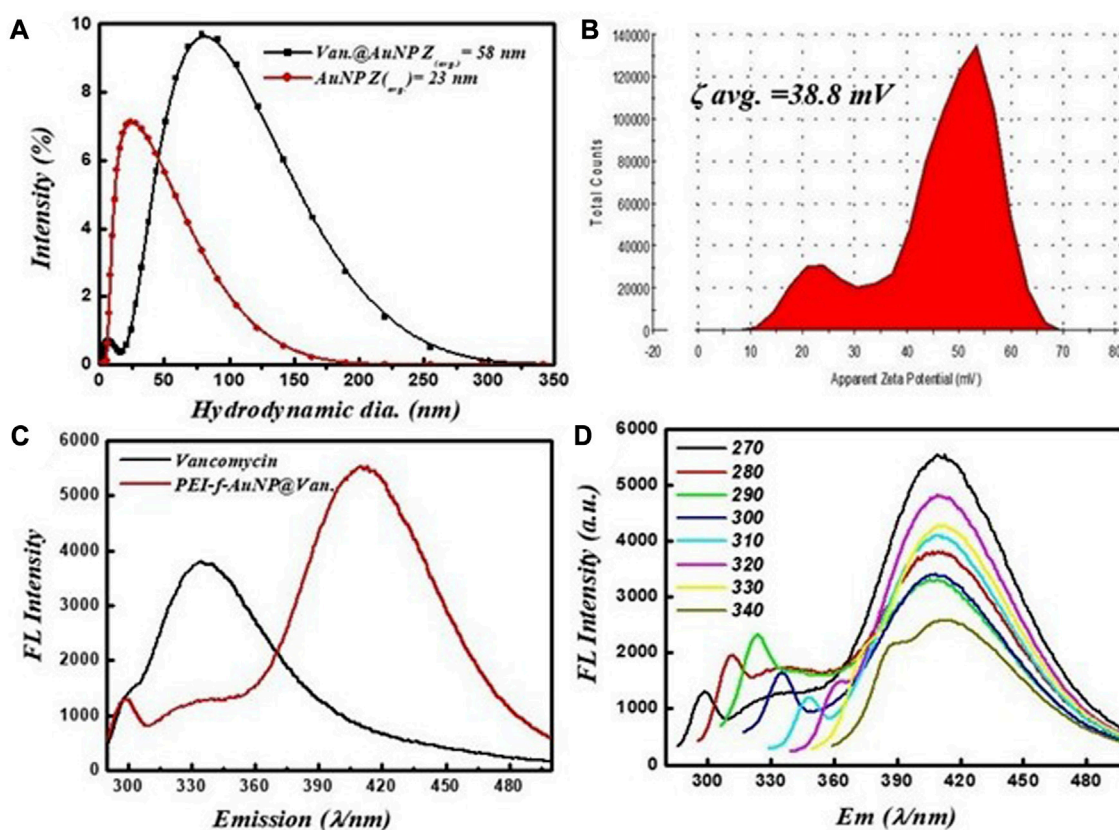 A
Van.@AuNP Z(avg.)= 58 nm
AuNP Z(avg.)= 23 nm
Intensity (%)
10
8
6
4
2
0
0 50 100 150 200 250 300 350
Hydrodynamic dia. (nm)
B
ζ avg. =38.8 mV
Total Counts
140000
120000
100000
80000
60000
40000
20000
0
-20 0 10 20 30 40 50 60 70 80
Apparent Zeta Potential (mV)
C
Vancomycin
PEI-f-AuNP@Van.
FL Intensity
6000
5000
4000
3000
2000
1000
0
300 330 360 390 420 450 480
Emission (λ/nm)
D
270
280
290
300
310
320
330
340
FL Intensity (a.u.)
6000
5000
4000
3000
2000
1000
0
300 330 360 390 420 450 480
Em (λ/nm)